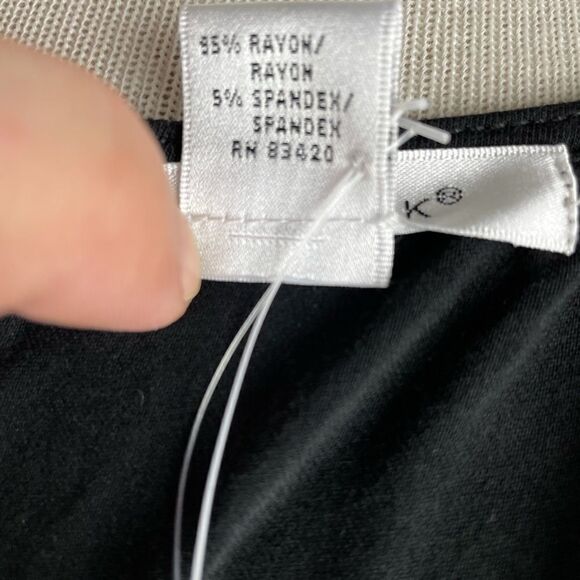 95% RAYON/
RAYON
5% SPANDEX/
SPANDEX
RN 83420
K®